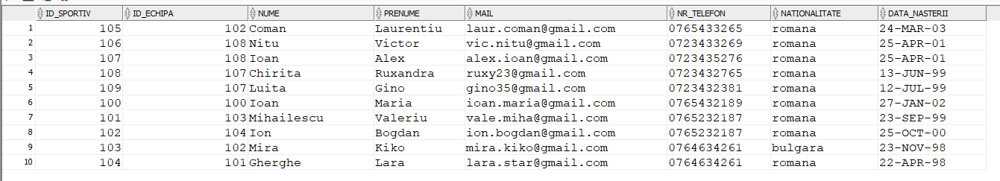 ID_SPORTIV ID_ECHIPA NUME PRENUME MAIL NR_TELEFON NATIONALITATE DATA_NASTERII
1 105 102 Coman Laurentiu laur.coman@gmail.com 0765433265 romana 24-MAR-03
2 106 108 Nitu Victor vic.nitu@gmail.com 0723433269 romana 25-APR-01
3 107 108 Ioan Alex alex.ioan@gmail.com 0723435276 romana 25-APR-01
4 108 107 Chirita Ruxandra ruxy23@gmail.com 0723432765 romana 13-JUN-99
5 109 107 Luita Gino gino35@gmail.com 0723432381 romana 12-JUL-99
6 100 100 Ioan Maria ioan.maria@gmail.com 0765432189 romana 27-JAN-02
7 101 103 Mihailescu Valeriu vale.miha@gmail.com 0765232187 romana 23-SEP-99
8 102 104 Ion Bogdan ion.bogdan@gmail.com 0765232187 romana 25-OCT-00
9 103 102 Mira Kiko mira.kiko@gmail.com 0764634261 bulgara 23-NOV-98
10 104 101 Gherghe Lara lara.star@gmail.com 0764634261 romana 22-APR-98